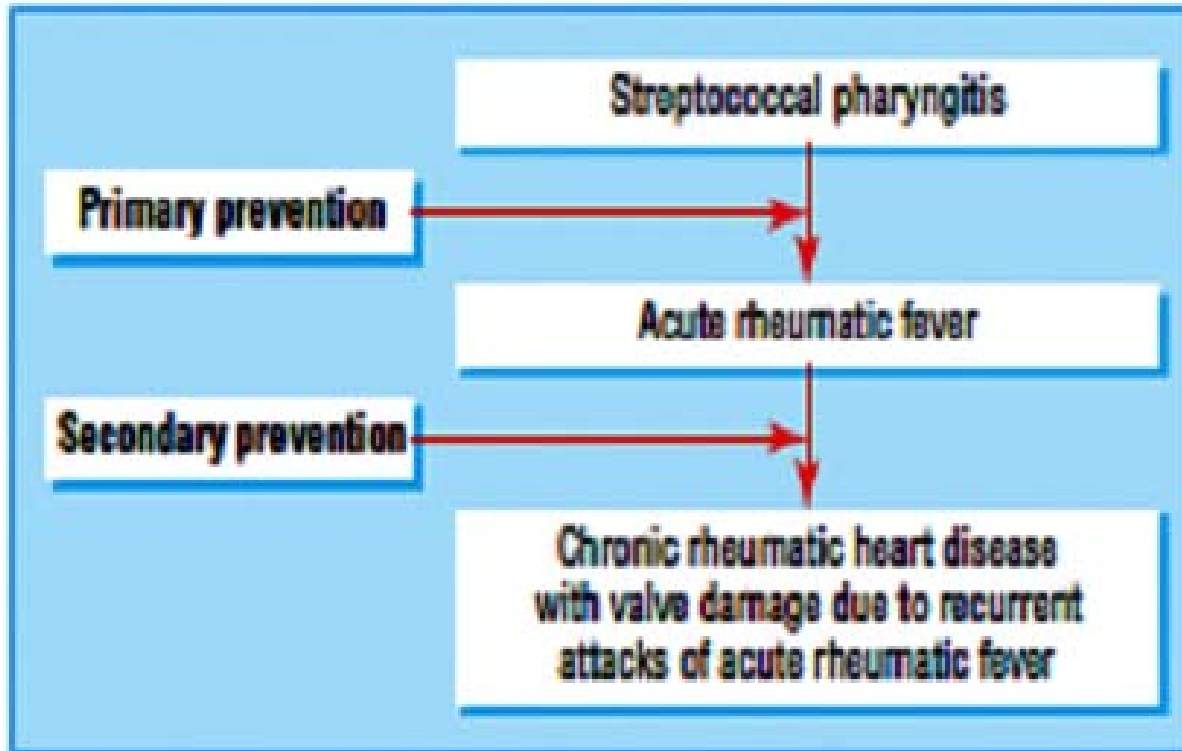 Streptococcal pharyngitis
Primary prevention
Acute rheumatic fever
Secondary prevention
Chronic rheumatic heart disease
with valve damage due to recurrent
attacks of acute rheumatic fever